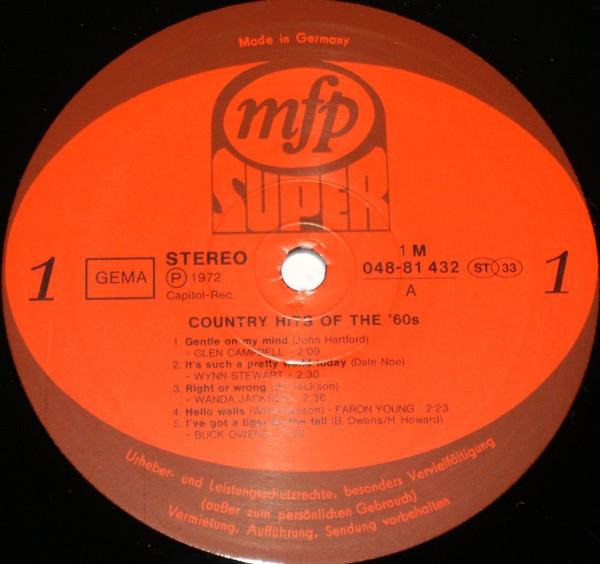 Made in Germany
mfp
SUPER
1
GEMA
STEREO
Ⓟ 1972
Capitol-Rec.
1 M
048-81 432
A
ST 33
1
COUNTRY HITS OF THE '60s
1. Gentle on my mind (John Hartford)
- GLEN CAMPBELL - 2:09
2. It's such a pretty world today (Dale Noe)
- WYNN STEWART - 2:30
3. Right or wrong (W. Jackson)
- WANDA JACKSON - 2.36
4. Hello walls (Willie Nelson) - FARON YOUNG - 2:23
5. I've got a tiger by the tail (B. Owens/H. Howard)
- BUCK OWENS
Urheber- und Leistungsschutzrechte, besonders Vervielfältigung
(außer zum persönlichen Gebrauch)
Vermietung, Aufführung, Sendung vorbehalten